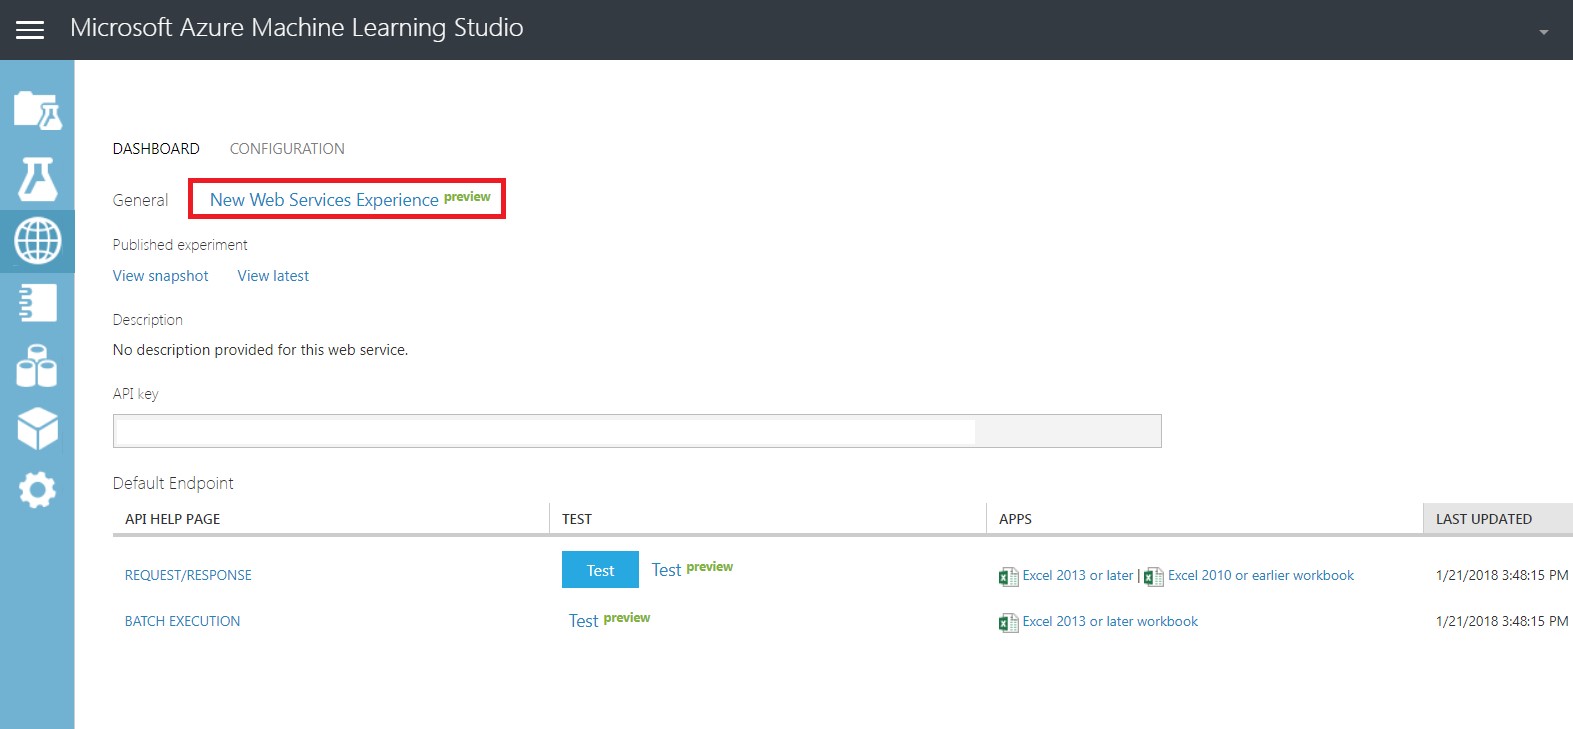 Microsoft Azure Machine Learning Studio
DASHBOARD CONFIGURATION
General New Web Services Experience preview
Published experiment
View snapshot View latest
Description
No description provided for this web service.
API key
Default Endpoint
API HELP PAGE TEST APPS LAST UPDATED
REQUEST/RESPONSE Test Test preview Excel 2013 or later | Excel 2010 or earlier workbook 1/21/2018 3:48:15 PM
BATCH EXECUTION Test preview Excel 2013 or later workbook 1/21/2018 3:48:15 PM